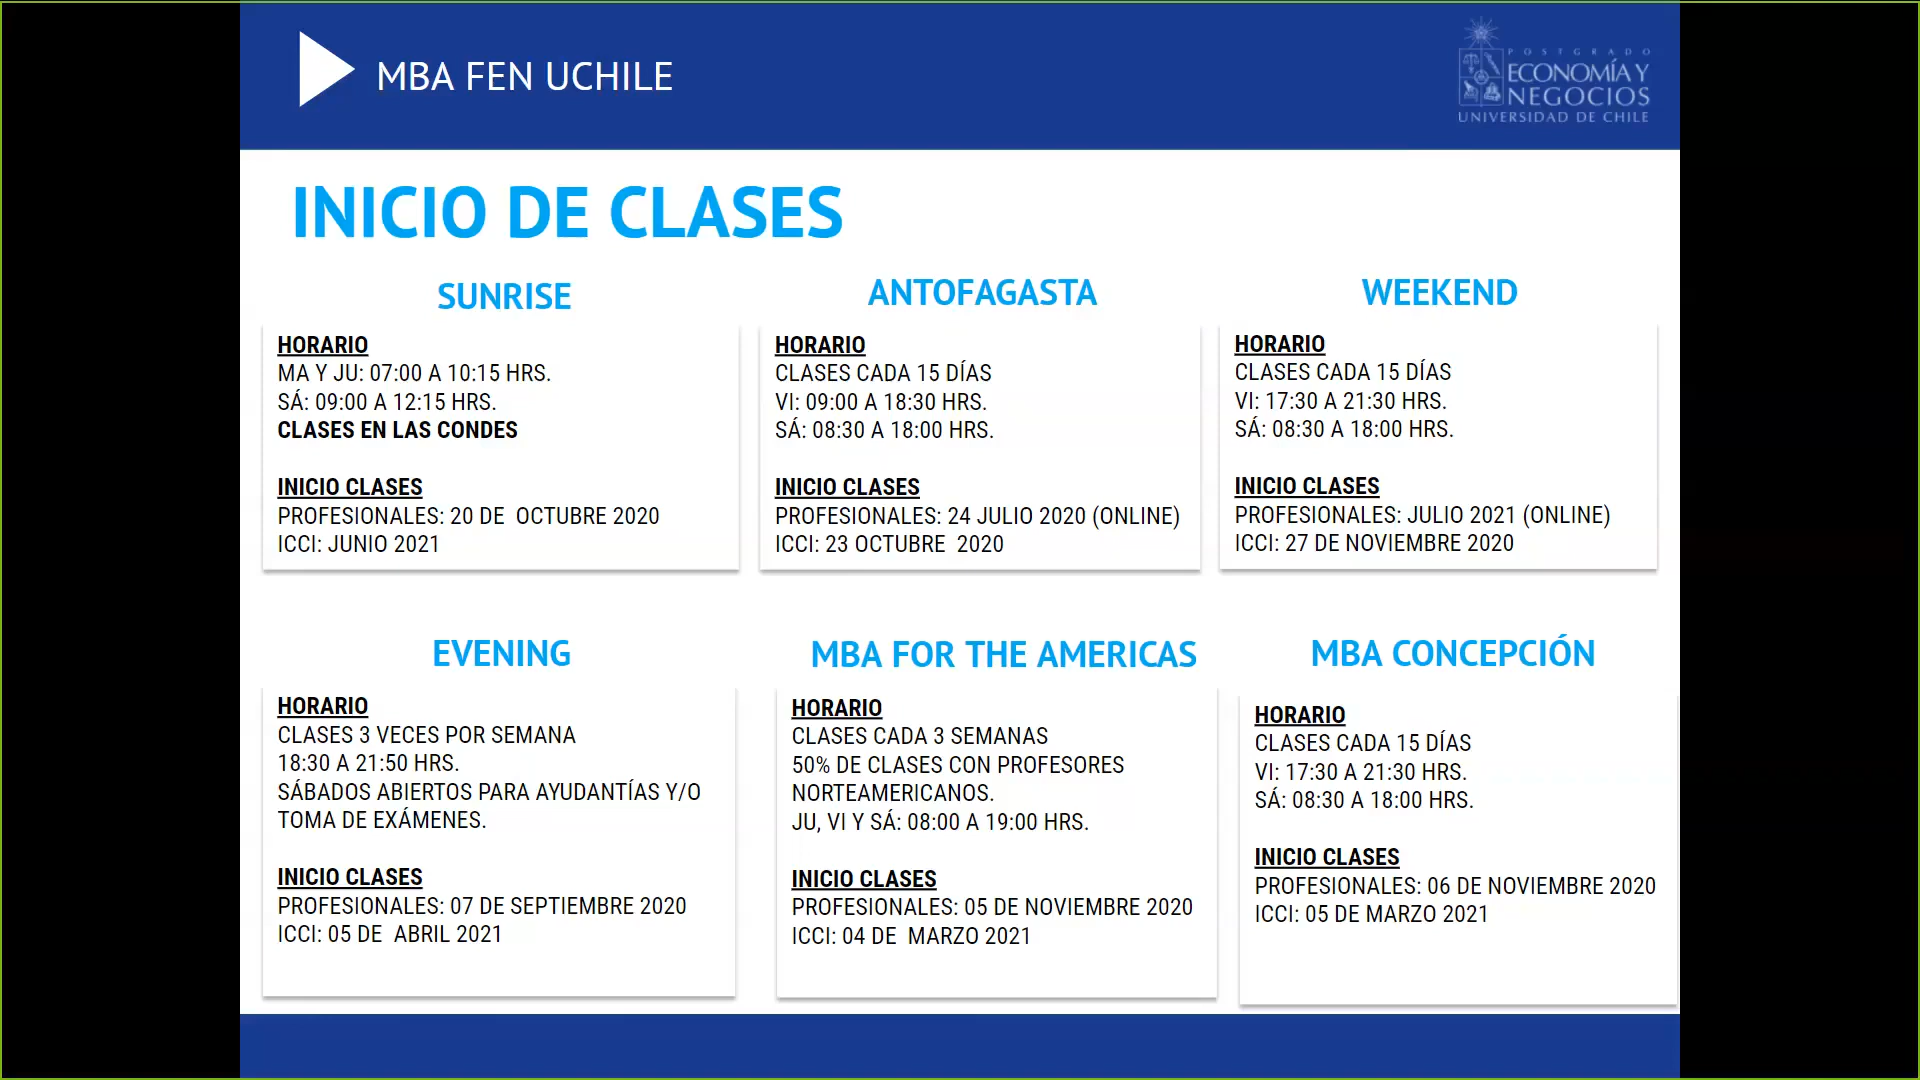 MBA FEN UCHILE
POSTGRADO
ECONOMÍA Y
NEGOCIOS
UNIVERSIDAD DE CHILE
INICIO DE CLASES
SUNRISE
HORARIO
MA Y JU: 07:00 A 10:15 HRS.
SÁ: 09:00 A 12:15 HRS.
CLASES EN LAS CONDES
INICIO CLASES
PROFESIONALES: 20 DE OCTUBRE 2020
ICCI: JUNIO 2021
ANTOFAGASTA
HORARIO
CLASES CADA 15 DÍAS
VI: 09:00 A 18:30 HRS.
SÁ: 08:30 A 18:00 HRS.
INICIO CLASES
PROFESIONALES: 24 JULIO 2020 (ONLINE)
ICCI: 23 OCTUBRE 2020
WEEKEND
HORARIO
CLASES CADA 15 DÍAS
VI: 17:30 A 21:30 HRS.
SÁ: 08:30 A 18:00 HRS.
INICIO CLASES
PROFESIONALES: JULIO 2021 (ONLINE)
ICCI: 27 DE NOVIEMBRE 2020
EVENING
HORARIO
CLASES 3 VECES POR SEMANA
18:30 A 21:50 HRS.
SÁBADOS ABIERTOS PARA AYUDANTÍAS Y/O
TOMA DE EXÁMENES.
INICIO CLASES
PROFESIONALES: 07 DE SEPTIEMBRE 2020
ICCI: 05 DE ABRIL 2021
MBA FOR THE AMERICAS
HORARIO
CLASES CADA 3 SEMANAS
50% DE CLASES CON PROFESORES
NORTEAMERICANOS.
JU, VI Y SÁ: 08:00 A 19:00 HRS.
INICIO CLASES
PROFESIONALES: 05 DE NOVIEMBRE 2020
ICCI: 04 DE MARZO 2021
MBA CONCEPCIÓN
HORARIO
CLASES CADA 15 DÍAS
VI: 17:30 A 21:30 HRS.
SÁ: 08:30 A 18:00 HRS.
INICIO CLASES
PROFESIONALES: 06 DE NOVIEMBRE 2020
ICCI: 05 DE MARZO 2021